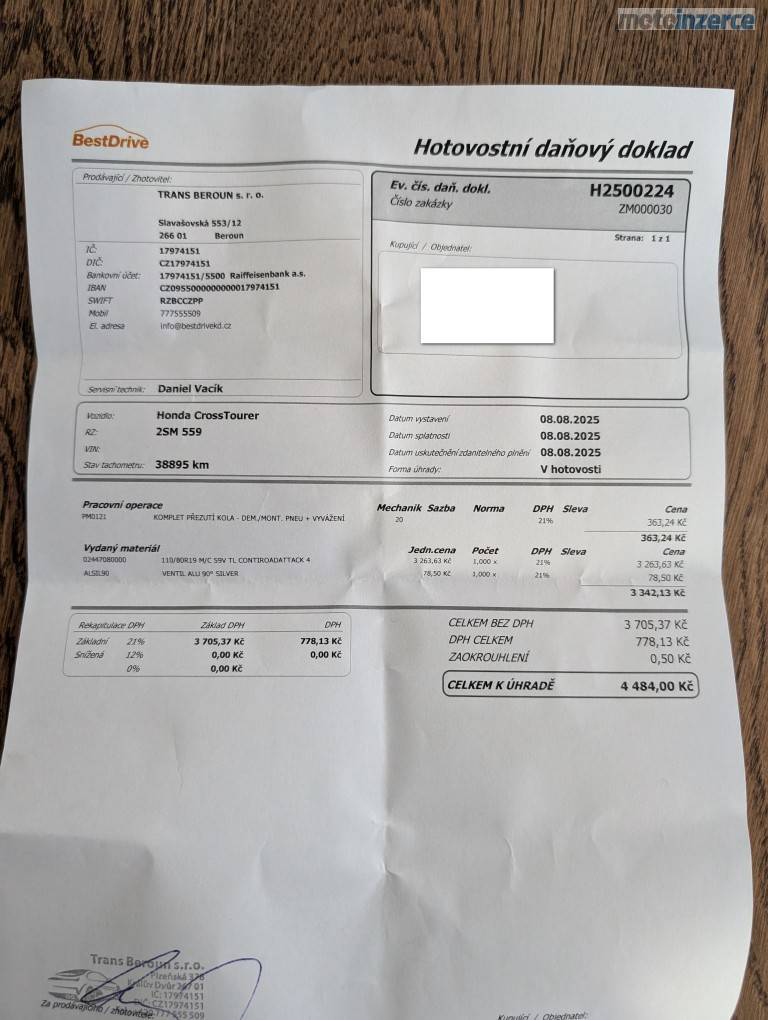 motoinzerce
BestDrive
Hotovostní daňový doklad
Prodávající / Zhotovitel:
TRANS BEROUN s. r. o.
Slavašovská 553/12
266 01 Beroun
IČ: 17974151
DIČ: CZ17974151
Bankovní účet: 17974151/5500 Raiffeisenbank a.s.
IBAN CZ0955000000000017974151
SWIFT RZBCCZPP
Mobil 777555509
El. adresa info@bestdrivekd.cz
Servisní technik: Daniel Vacík
Ev. čís. daň. dokl. H2500224
Číslo zakázky ZM000030
Strana: 1 z 1
Kupující / Objednatel:
Vozidlo: Honda CrossTourer
RZ: 2SM 559
VIN:
Stav tachometru: 38895 km
Datum vystavení 08.08.2025
Datum splatnosti 08.08.2025
Datum uskutečnění zdanitelného plnění 08.08.2025
Forma úhrady: V hotovosti
Pracovní operace Mechanik Sazba Norma DPH Sleva Cena
PM0121 KOMPLET PŘEZUTÍ KOLA - DEM./MONT. PNEU + VYVÁŽENÍ 20 21% 363,24 Kč
363,24 Kč
Vydaný materiál Jedn.cena Počet DPH Sleva Cena
02447080000 110/80R19 M/C 59V TL CONTIROADATTACK 4 3 263,63 Kč 1,000 x 21% 3 263,63 Kč
ALSIL90 VENTIL ALU 90° SILVER 78,50 Kč 1,000 x 21% 78,50 Kč
3 342,13 Kč
Rekapitulace DPH Základ DPH DPH
Základní 21% 3 705,37 Kč 778,13 Kč
Snížená 12% 0,00 Kč 0,00 Kč
0% 0,00 Kč
CELKEM BEZ DPH 3 705,37 Kč
DPH CELKEM 778,13 Kč
ZAOKROUHLENÍ 0,50 Kč
CELKEM K ÚHRADĚ 4 484,00 Kč
Trans Beroun s.r.o.
Plzeňská 376
Králův Dvůr 267 01
IČ: 17974151
DIČ: CZ17974151
777 555 509
Za prodávajícího / zhotovitele:
Kupující / Objednatel: